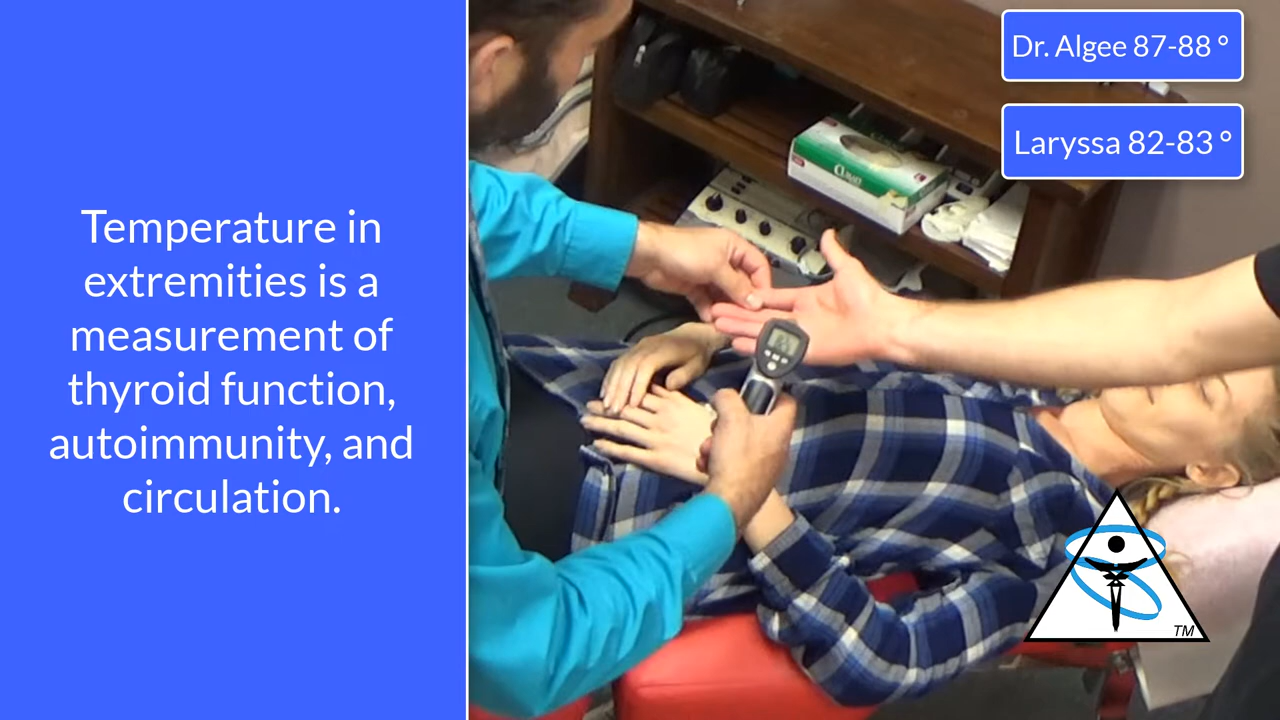 Temperature in
extremities is a
measurement of
thyroid function,
autoimmunity, and
circulation.
Dr. Algee 87-88 °
Laryssa 82-83 °
TM